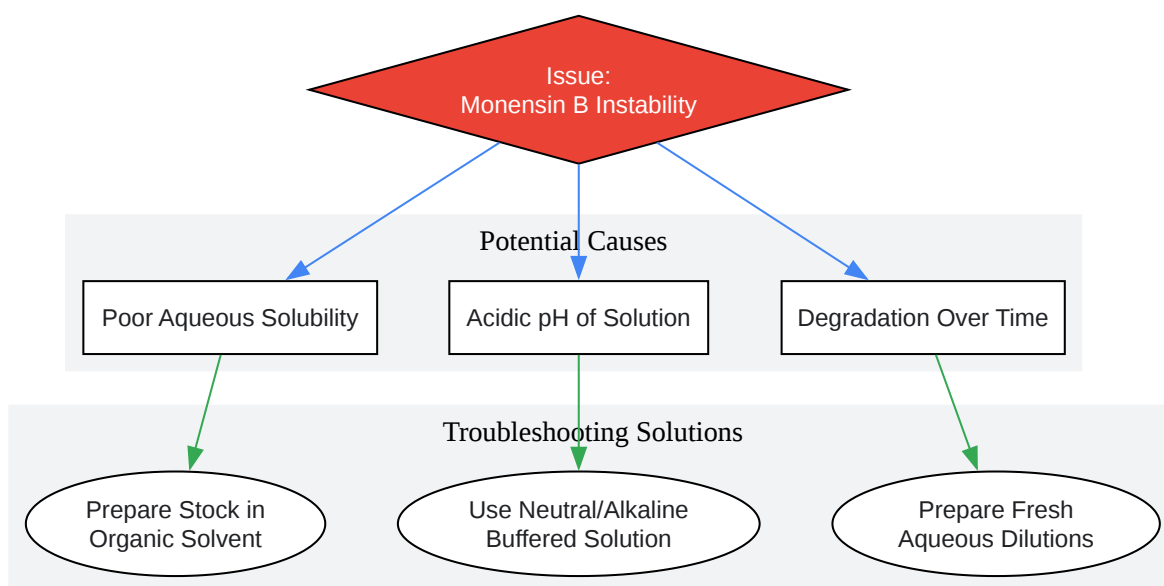 Issue:
Monensin B Instability
Potential Causes
Poor Aqueous Solubility
Acidic pH of Solution
Degradation Over Time
Troubleshooting Solutions
Prepare Stock in
Organic Solvent
Use Neutral/Alkaline
Buffered Solution
Prepare Fresh
Aqueous Dilutions